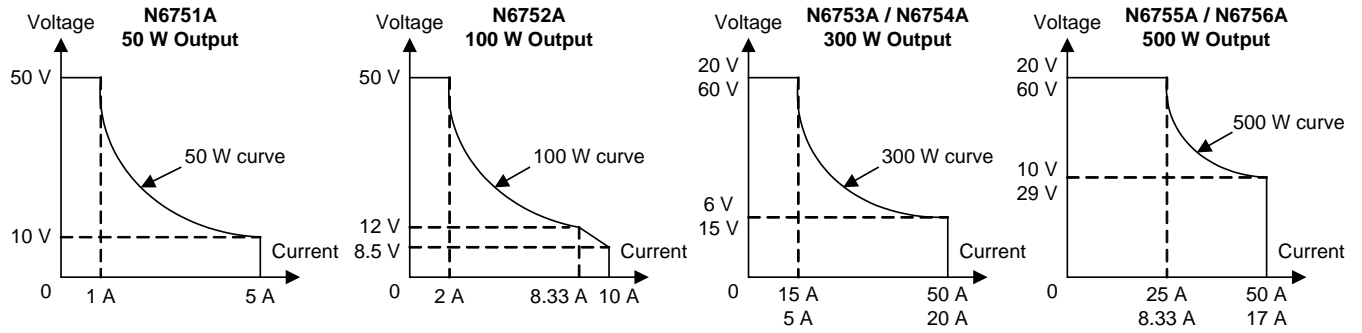 N6751A
50 W Output
Voltage
50 V
50 W curve
10 V
Current
0
1 A
5 A
N6752A
100 W Output
Voltage
50 V
100 W curve
12 V
8.5 V
Current
0
2 A
8.33 A
10 A
N6753A / N6754A
300 W Output
Voltage
20 V
60 V
300 W curve
6 V
15 V
Current
0
15 A
5 A
50 A
20 A
N6755A / N6756A
500 W Output
Voltage
20 V
60 V
500 W curve
10 V
29 V
Current
0
25 A
8.33 A
50 A
17 A